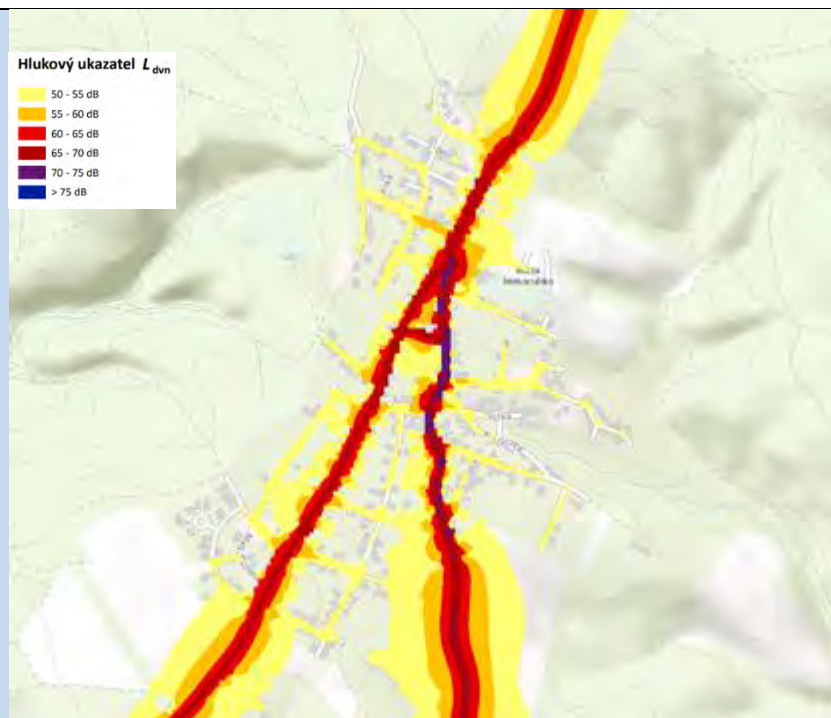 Hlukový ukazatel L dvn
50 - 55 dB
55 - 60 dB
60 - 65 dB
65 - 70 dB
70 - 75 dB
> 75 dB